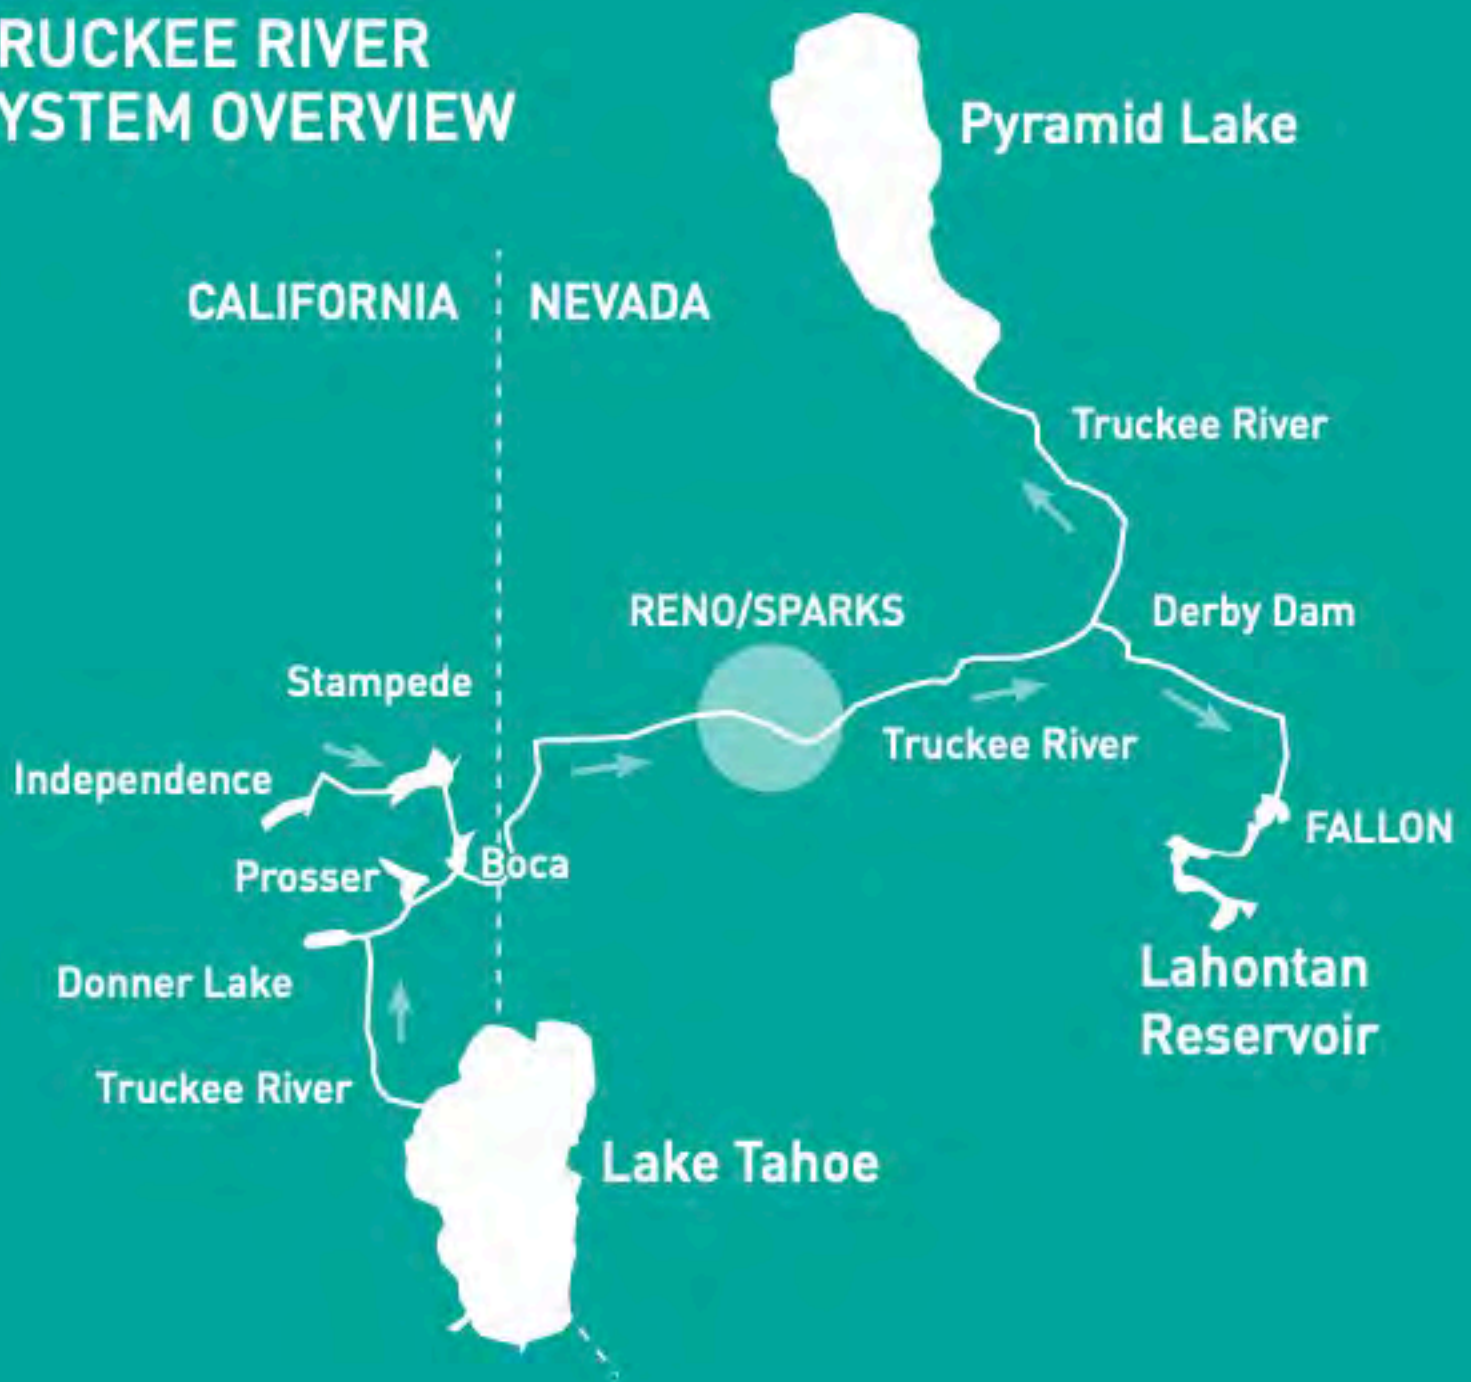 RUCKEE RIVER
YSTEM OVERVIEW
Pyramid Lake
CALIFORNIA
NEVADA
Truckee River
RENO/SPARKS
Derby Dam
Stampede
Truckee River
Independence
FALLON
Boca
Prosser
Lahontan
Reservoir
Donner Lake
Truckee River
Lake Tahoe